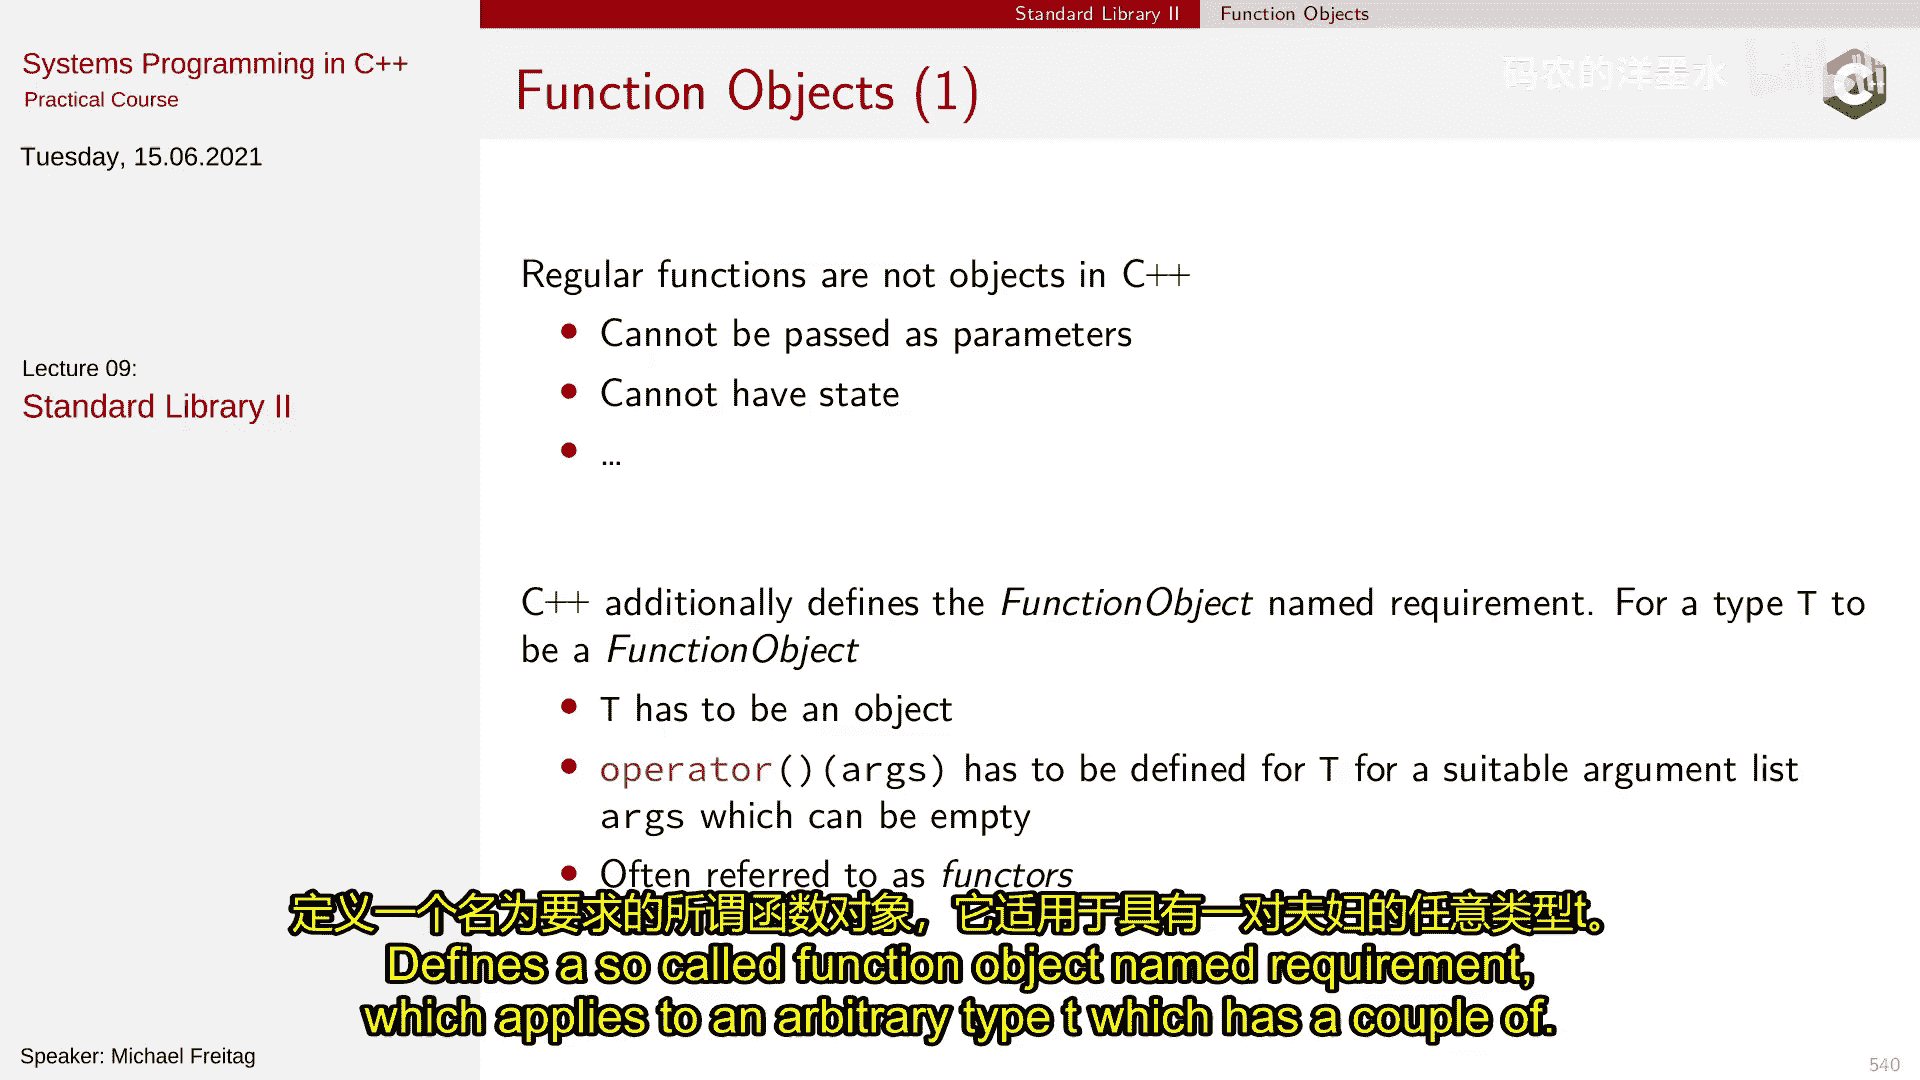 Standard Library II
Function Objects
Systems Programming in C++
Practical Course
Tuesday, 15.06.2021
Function Objects (1)
码农的洋墨水
Lecture 09:
Standard Library II
Regular functions are not objects in C++
• Cannot be passed as parameters
• Cannot have state
• ...
C++ additionally defines the FunctionObject named requirement. For a type T to
be a FunctionObject
• T has to be an object
• operator()(args) has to be defined for T for a suitable argument list
args which can be empty
• Often referred to as functors
定义一个名为要求的所谓函数对象，它适用于具有一对夫妇的任意类型t。
Defines a so called function object named requirement,
which applies to an arbitrary type t which has a couple of.
Speaker: Michael Freitag
540